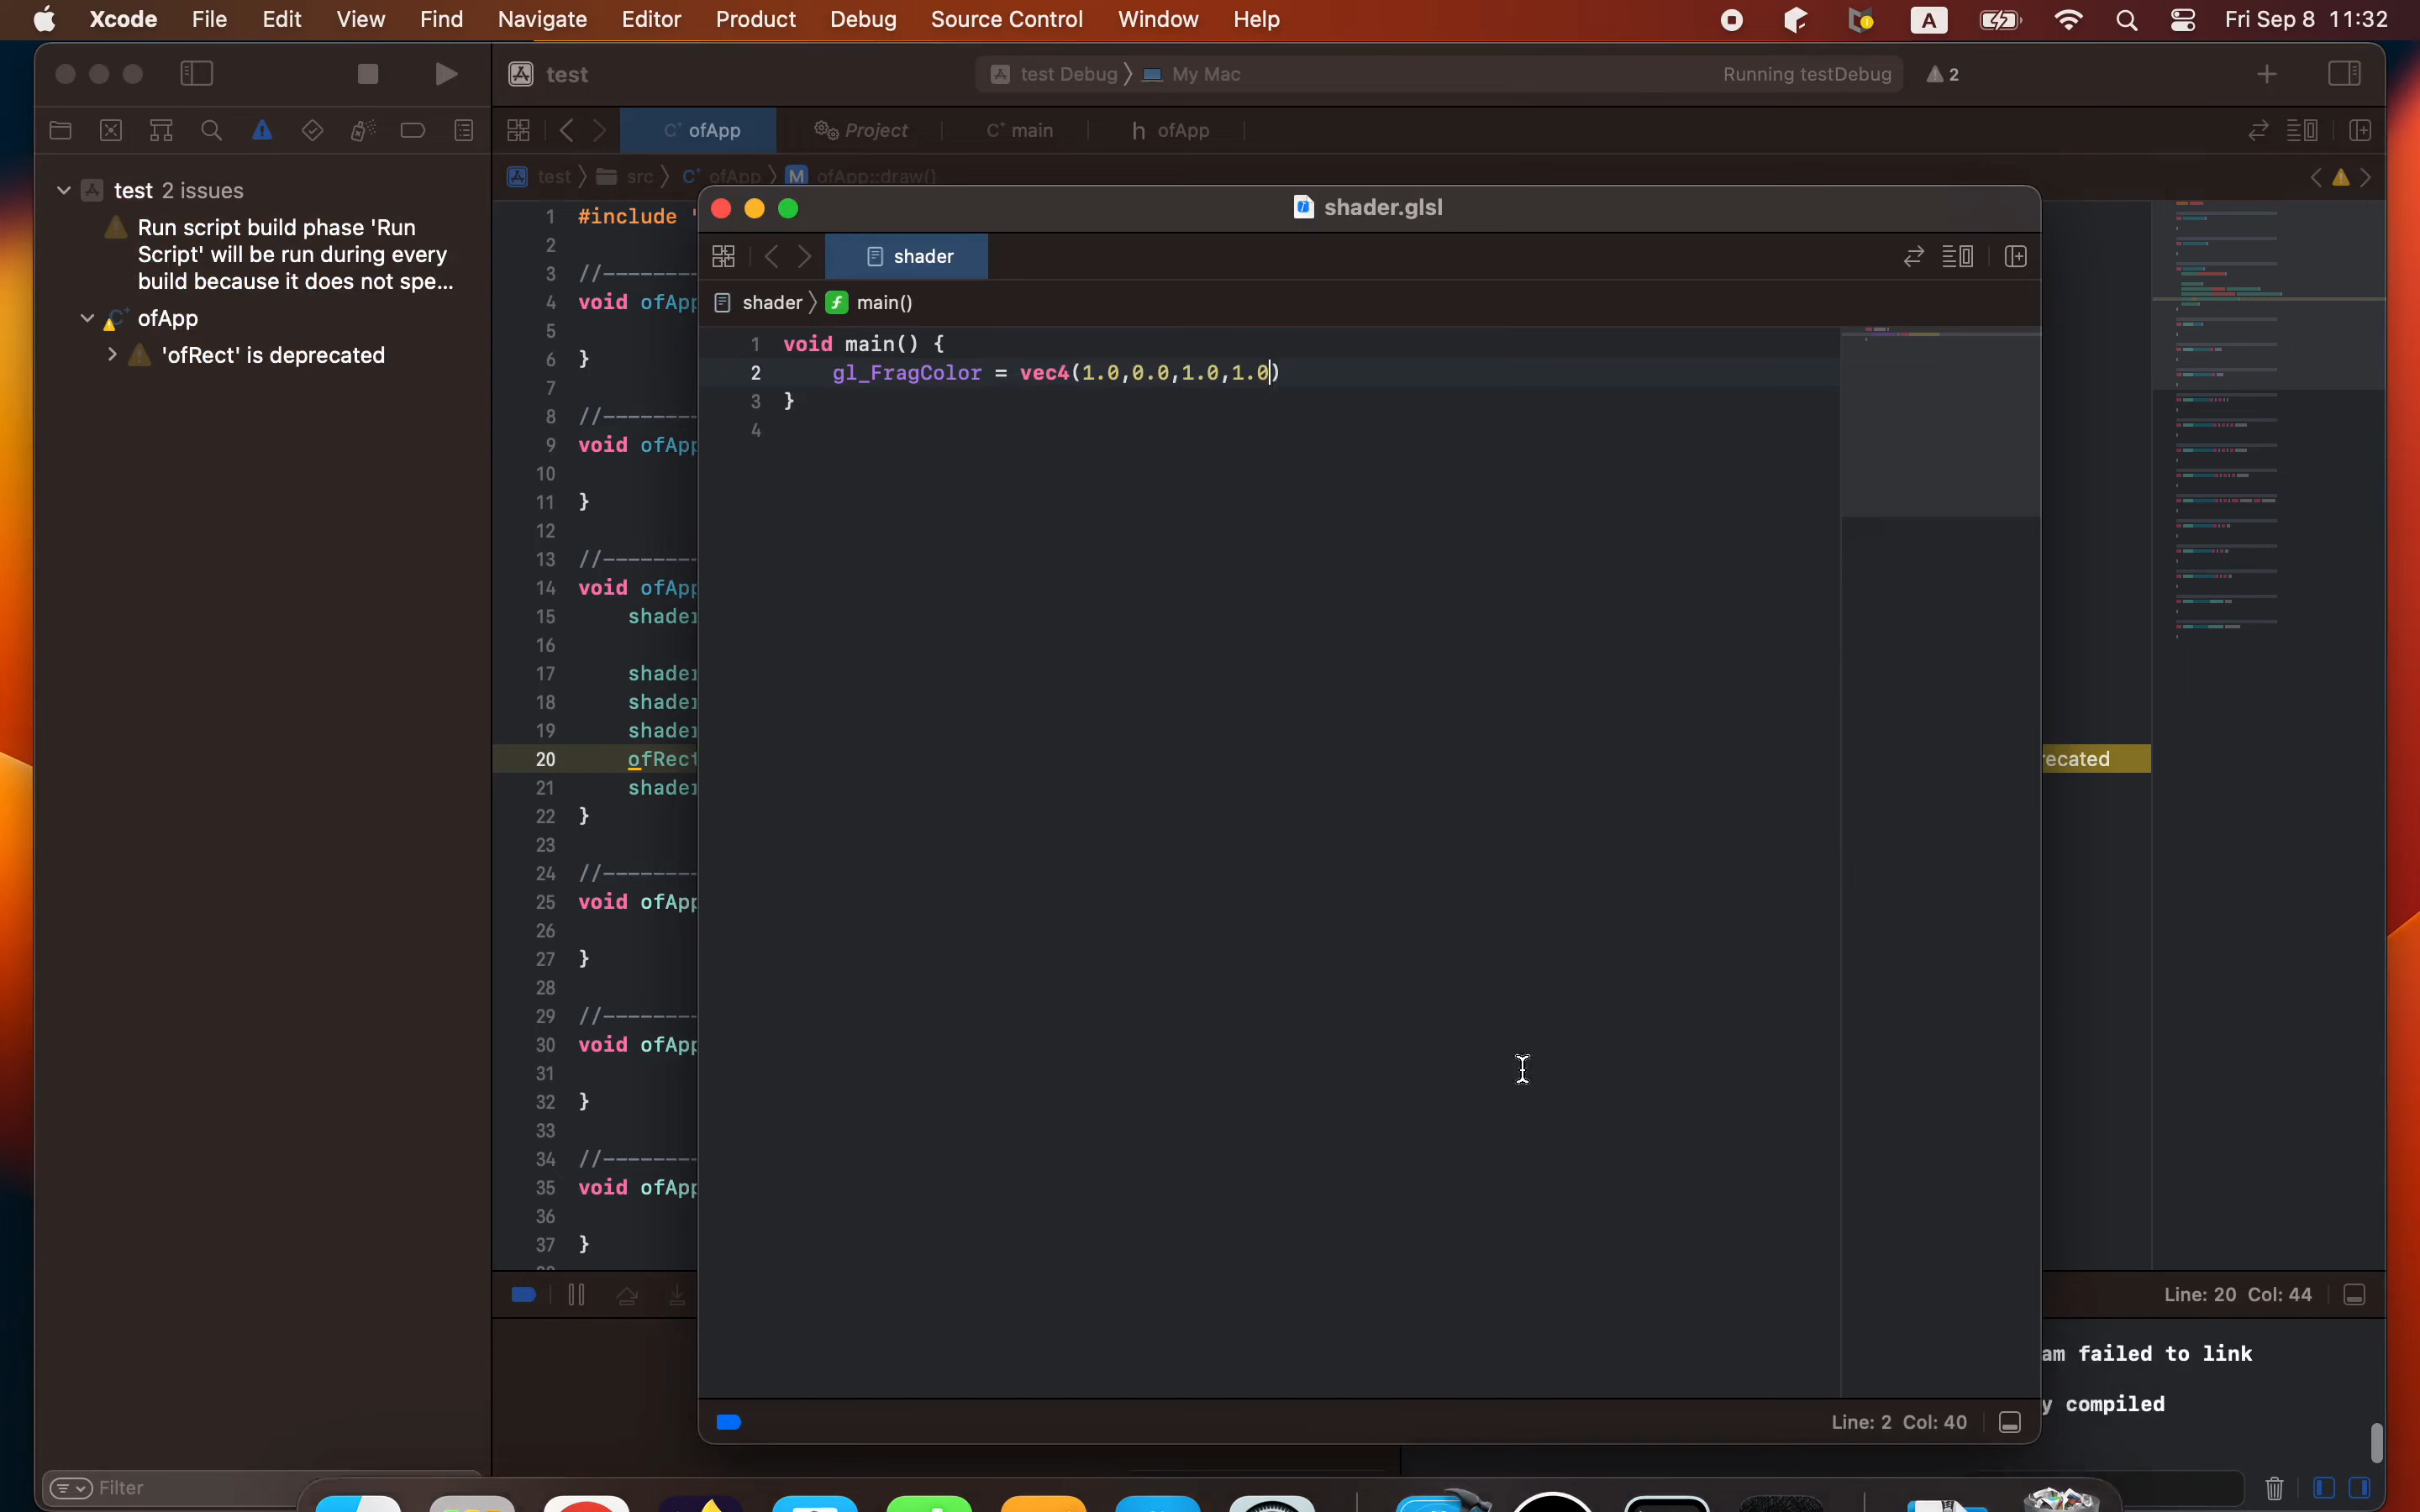 Xcode File Edit View Find Navigate Editor Product Debug Source Control Window Help A Fri Sep 8 11:32
test test Debug 〉 My Mac Running testDebug 2
C+ ofApp Project C+ main h ofApp
test 〉 src 〉 C+ ofApp 〉 M ofApp::draw()
test 2 issues
Run script build phase 'Run
Script' will be run during every
build because it does not spe...
ofApp
'ofRect' is deprecated
Filter
1 #include "
2
3 //--------
4 void ofApp
5
6 }
7
8 //--------
9 void ofApp
10
11 }
12
13 //--------
14 void ofApp
15 shader
16
17 shader
18 shader
19 shader
20 ofRect
21 shader
22 }
23
24 //--------
25 void ofApp
26
27 }
28
29 //--------
30 void ofApp
31
32 }
33
34 //--------
35 void ofApp
36
37 }
recated
shader.glsl
shader
shader 〉 f main()
1 void main() {
2 gl_FragColor = vec4(1.0,0.0,1.0,1.0)
3 }
4
Line: 2 Col: 40
Line: 20 Col: 44
am failed to link
y compiled